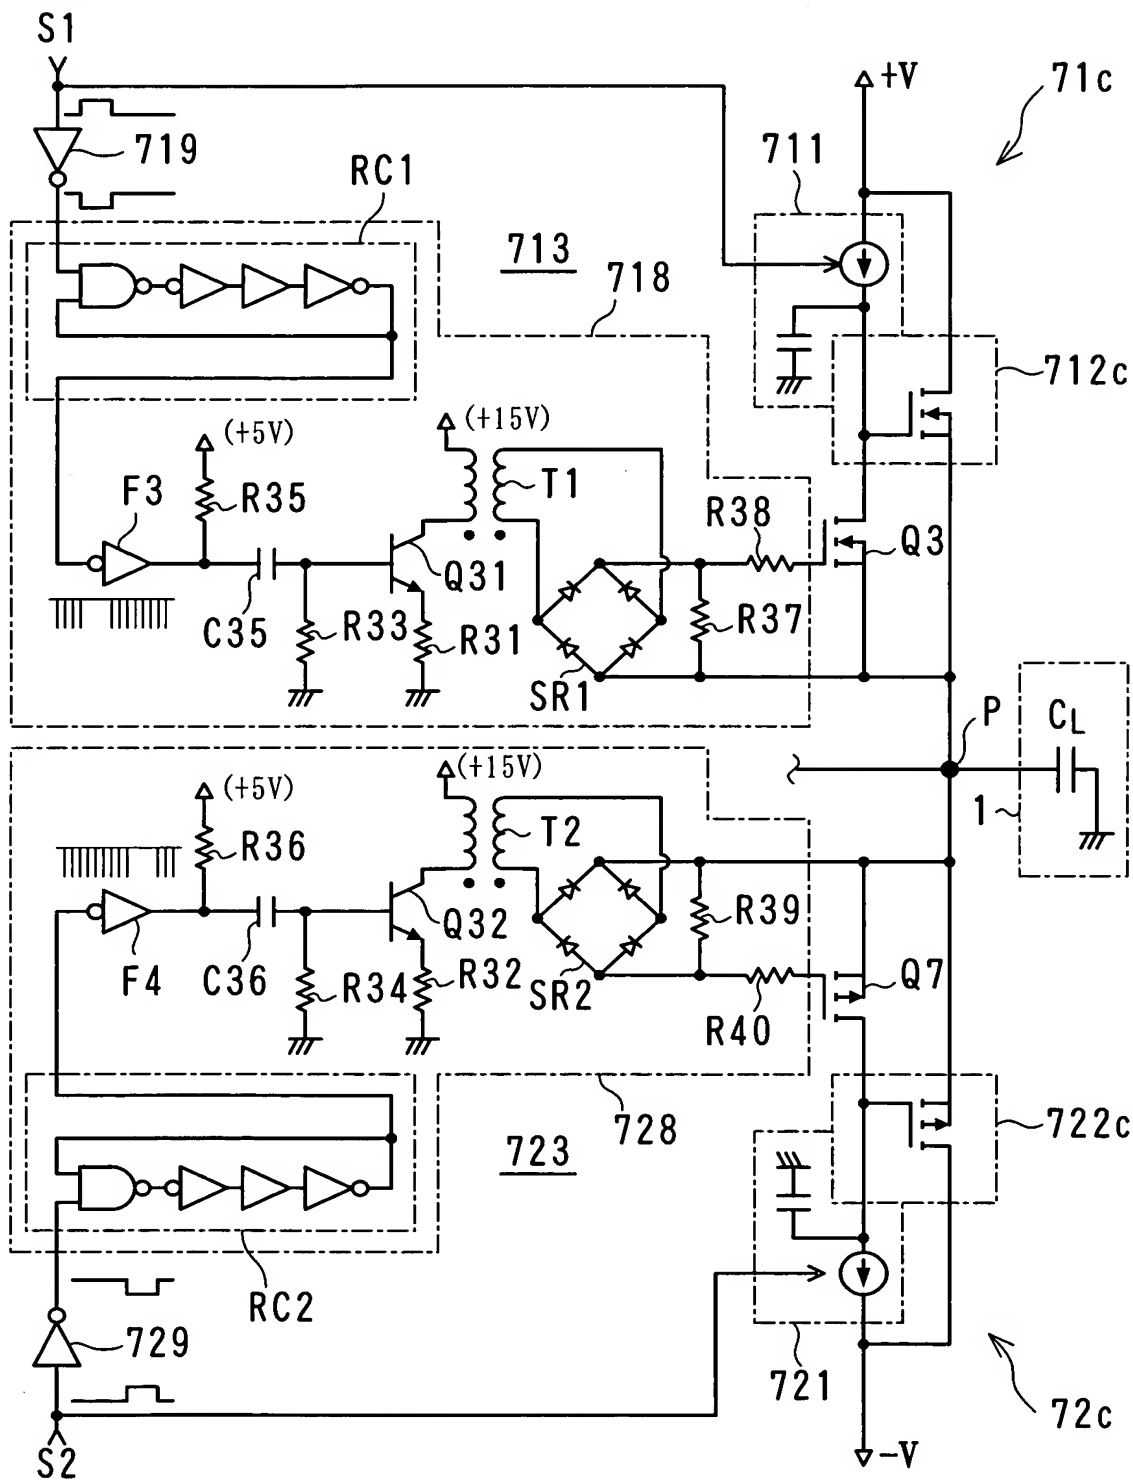 S1
+V
71c
719
711
RC1
713
718
712c
(+5V)
(+15V)
F3
R35
T1
R38
Q3
Q31
C35
R33
R31
R37
SR1
P
CL
1
(+15V)
(+5V)
R36
T2
Q32
R39
F4
C36
R34
R32
SR2
Q7
R40
728
722c
723
RC2
729
721
72c
S2
-V